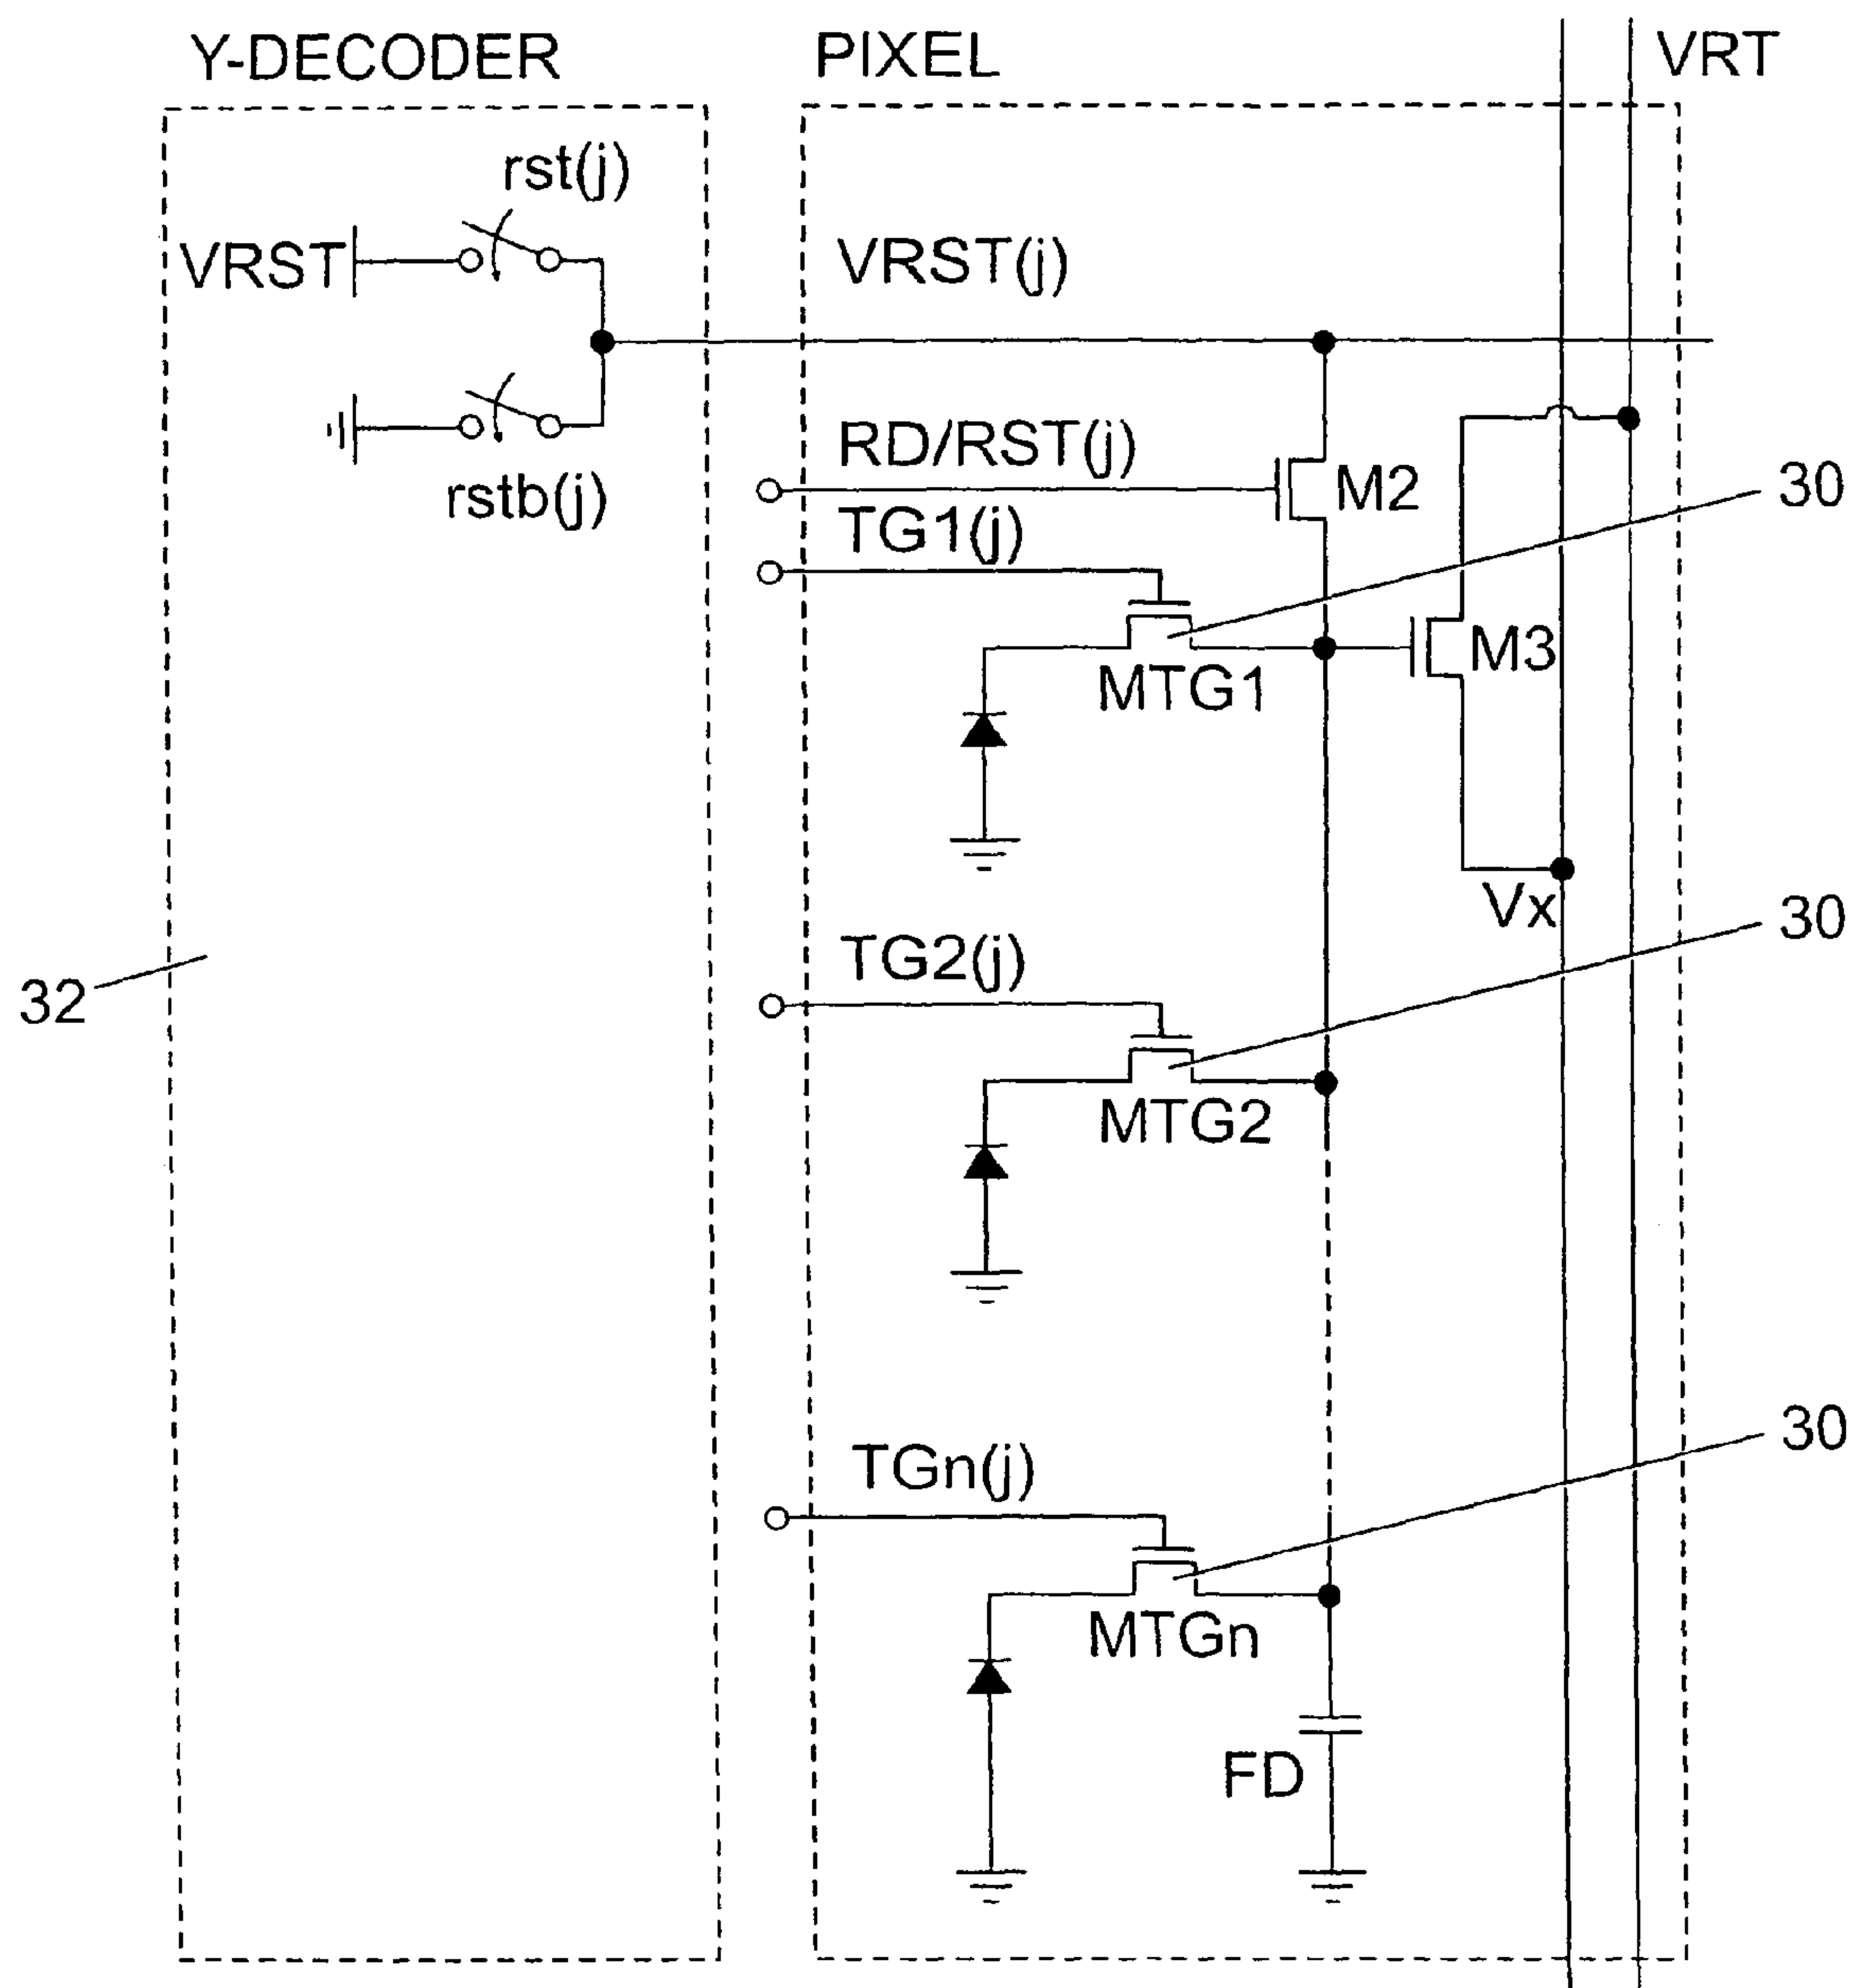 Y-DECODER
PIXEL
VRT
rst(j)
VRST
VRST(j)
rstb(j)
RD/RST(j)
M2
30
TG1(j)
M3
MTG1
Vx
30
TG2(j)
32
MTG2
30
TGn(j)
MTGn
FD